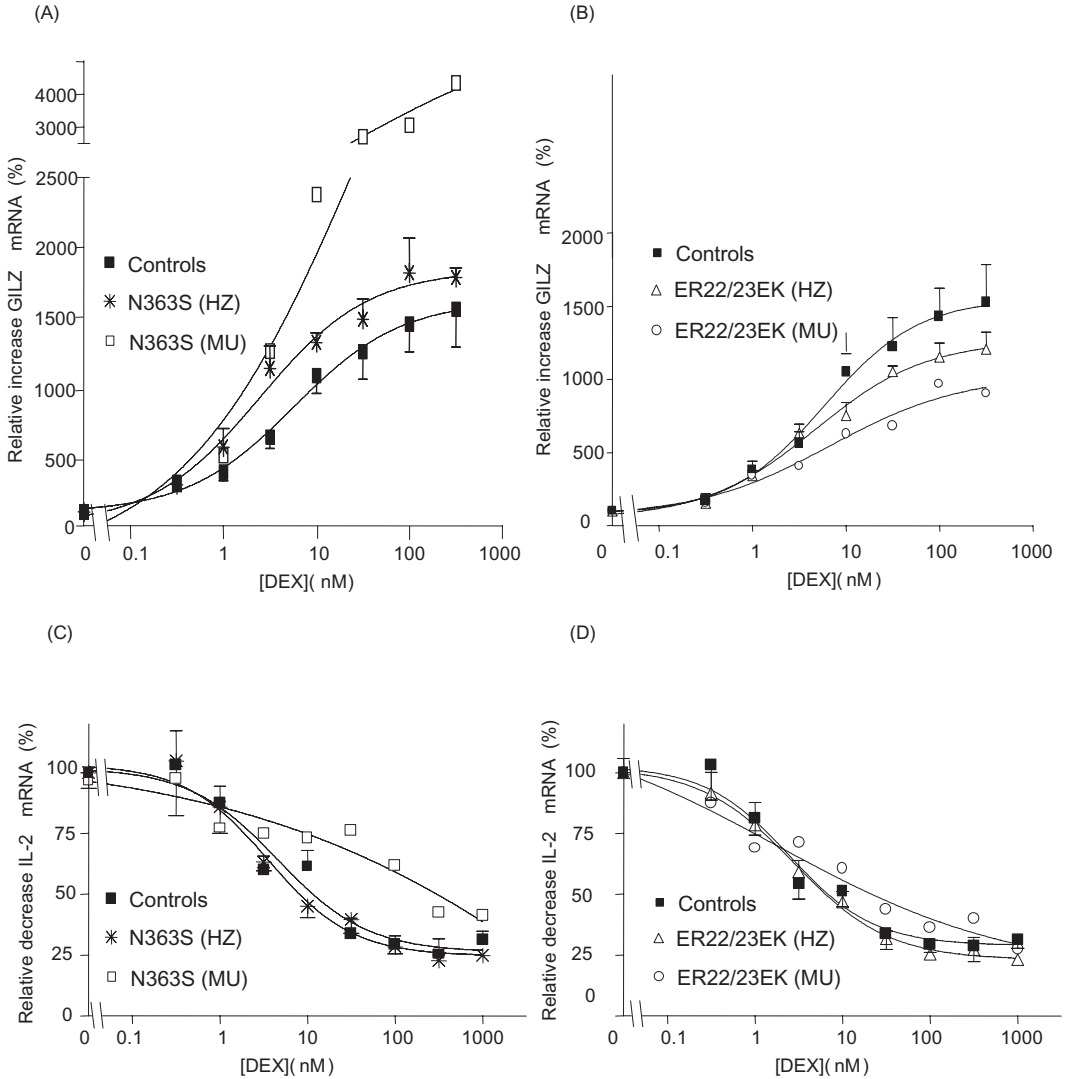 (A)
Relative increase GILZ mRNA (%)
4000
3000
2500
2000
1500
1000
500
0
Controls
N363S (HZ)
N363S (MU)
0 0.1 1 10 100 1000
[DEX]( nM)
(B)
Relative increase GILZ mRNA (%)
2000
1500
1000
500
0
Controls
ER22/23EK (HZ)
ER22/23EK (MU)
0 0.1 1 10 100 1000
[DEX]( nM)
(C)
Relative decrease IL-2 mRNA (%)
100
75
50
25
0
Controls
N363S (HZ)
N363S (MU)
0 0.1 1 10 100 1000
[DEX]( nM)
(D)
Relative decrease IL-2 mRNA (%)
100
75
50
25
0
Controls
ER22/23EK (HZ)
ER22/23EK (MU)
0 0.1 1 10 100 1000
[DEX]( nM)